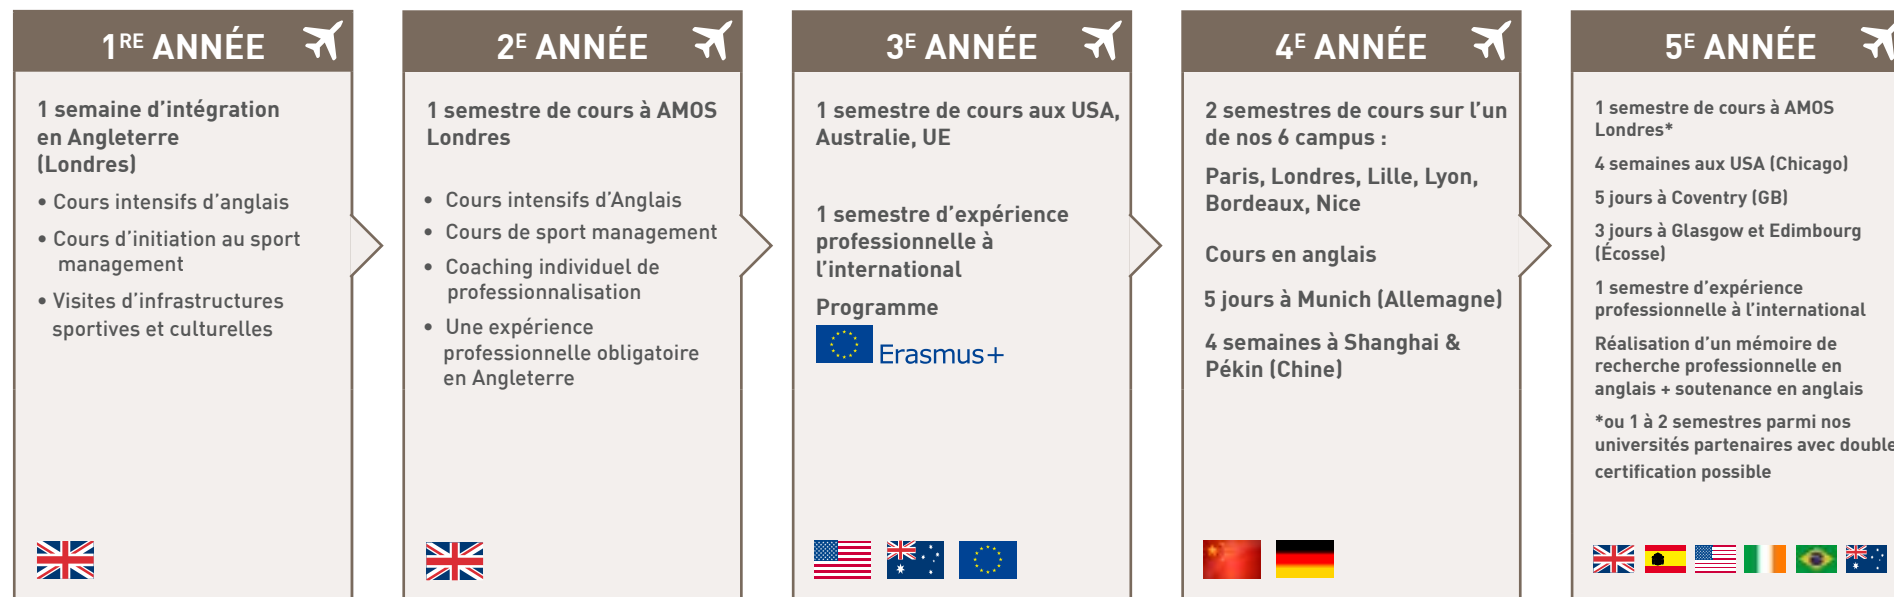 1RE ANNÉE
1 semaine d’intégration
en Angleterre
(Londres)
• Cours intensifs d’anglais
• Cours d’initiation au sport
management
• Visites d’infrastructures
sportives et culturelles
2E ANNÉE
1 semestre de cours à AMOS
Londres
• Cours intensifs d’Anglais
• Cours de sport management
• Coaching individuel de
professionnalisation
• Une expérience
professionnelle obligatoire
en Angleterre
3E ANNÉE
1 semestre de cours aux USA,
Australie, UE
1 semestre d’expérience
professionnelle à
l’international
Programme
Erasmus+
4E ANNÉE
2 semestres de cours sur l’un
de nos 6 campus :
Paris, Londres, Lille, Lyon,
Bordeaux, Nice
Cours en anglais
5 jours à Munich (Allemagne)
4 semaines à Shanghai &
Pékin (Chine)
5E ANNÉE
1 semestre de cours à AMOS
Londres*
4 semaines aux USA (Chicago)
5 jours à Coventry (GB)
3 jours à Glasgow et Edimbourg
(Écosse)
1 semestre d’expérience
professionnelle à l’international
Réalisation d’un mémoire de
recherche professionnelle en
anglais + soutenance en anglais
*ou 1 à 2 semestres parmi nos
universités partenaires avec double
certification possible